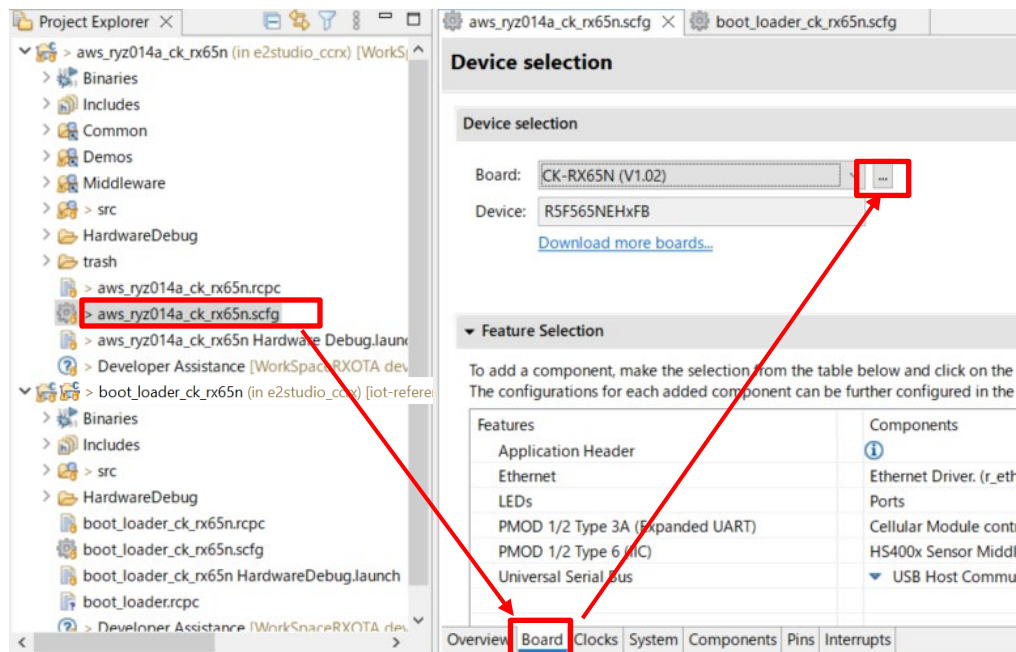 Project Explorer
> aws_ryz014a_ck_rx65n (in e2studio_ccrx) [WorkS
Binaries
Includes
Common
Demos
Middleware
> src
HardwareDebug
trash
> aws_ryz014a_ck_rx65n.rcpc
> aws_ryz014a_ck_rx65n.scfg
> aws_ryz014a_ck_rx65n Hardware Debug.launc
> Developer Assistance [WorkSpaceRXOTA dev
> boot_loader_ck_rx65n (in e2studio_ccrx) [iot-refere
Binaries
Includes
> src
HardwareDebug
boot_loader_ck_rx65n.rcpc
boot_loader_ck_rx65n.scfg
boot_loader_ck_rx65n HardwareDebug.launch
boot_loader.rcpc
> Developer Assistance [WorkSpaceRXOTA dev
aws_ryz014a_ck_rx65n.scfg
boot_loader_ck_rx65n.scfg
Device selection
Device selection
Board: CK-RX65N (V1.02) ...
Device: R5F565NEHxFB
Download more boards...
Feature Selection
To add a component, make the selection from the table below and click on the
The configurations for each added component can be further configured in the
Features Components
Application Header
Ethernet Ethernet Driver. (r_eth
LEDs Ports
PMOD 1/2 Type 3A (Expanded UART) Cellular Module contr
PMOD 1/2 Type 6 (IIC) HS400x Sensor Middl
Universal Serial Bus USB Host Commu
Overview Board Clocks System Components Pins Interrupts